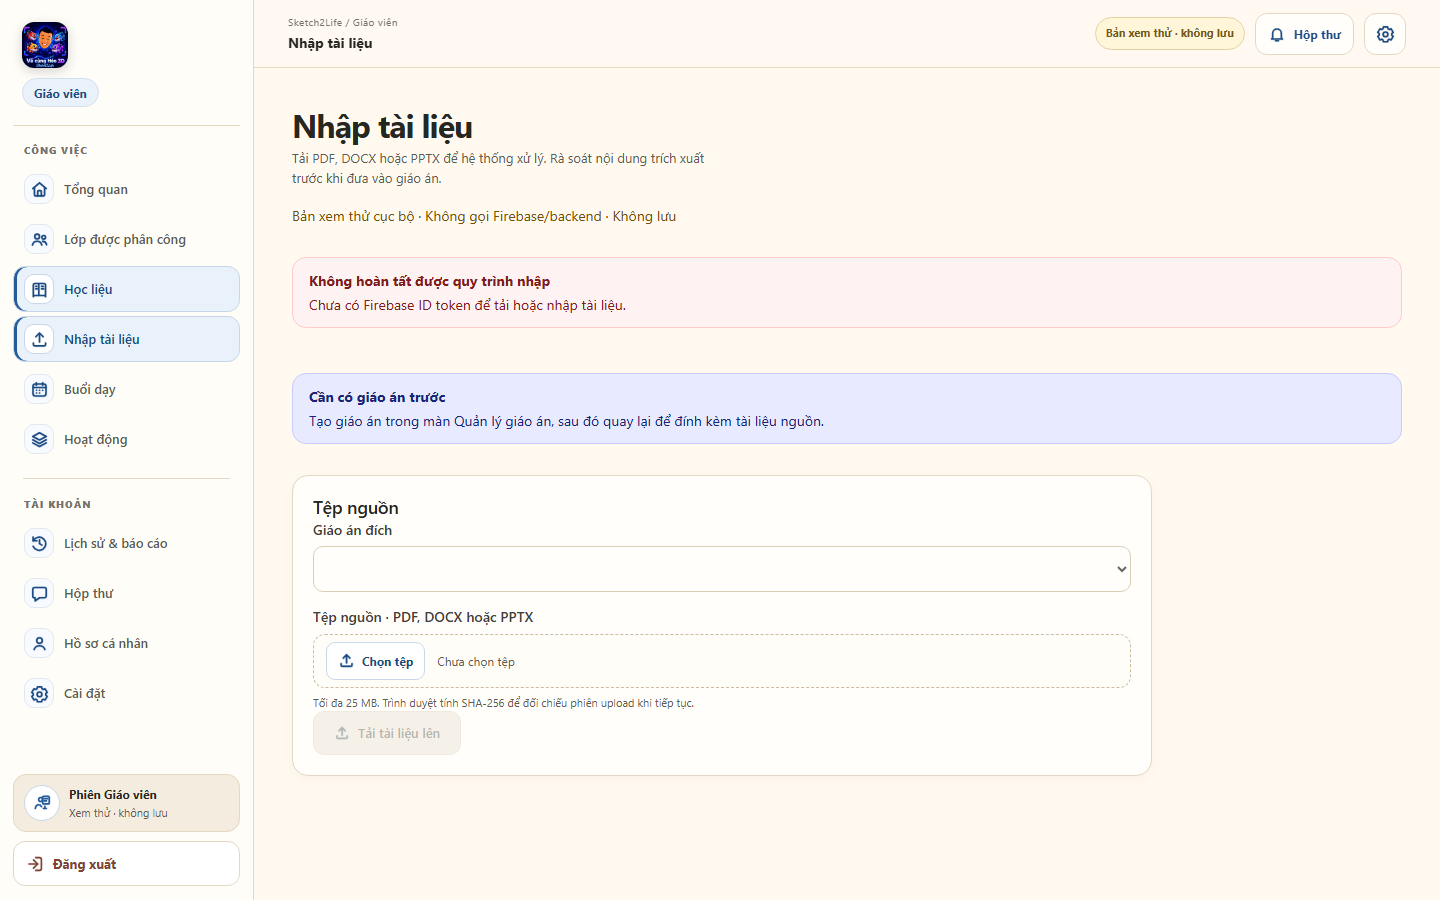 Giáo viên
CÔNG VIỆC
Tổng quan
Lớp được phân công
Học liệu
Nhập tài liệu
Buổi dạy
Hoạt động
TÀI KHOẢN
Lịch sử & báo cáo
Hộp thư
Hồ sơ cá nhân
Cài đặt
Phiên Giáo viên
Xem thử · không lưu
Đăng xuất
Sketch2Life / Giáo viên
Nhập tài liệu
Bản xem thử · không lưu
Hộp thư
Nhập tài liệu
Tải PDF, DOCX hoặc PPTX để hệ thống xử lý. Rà soát nội dung trích xuất
trước khi đưa vào giáo án.
Bản xem thử cục bộ · Không gọi Firebase/backend · Không lưu
Không hoàn tất được quy trình nhập
Chưa có Firebase ID token để tải hoặc nhập tài liệu.
Cần có giáo án trước
Tạo giáo án trong màn Quản lý giáo án, sau đó quay lại để đính kèm tài liệu nguồn.
Tệp nguồn
Giáo án đích
Tệp nguồn · PDF, DOCX hoặc PPTX
Chọn tệp
Chưa chọn tệp
Tối đa 25 MB. Trình duyệt tính SHA-256 để đối chiếu phiên upload khi tiếp tục.
Tải tài liệu lên